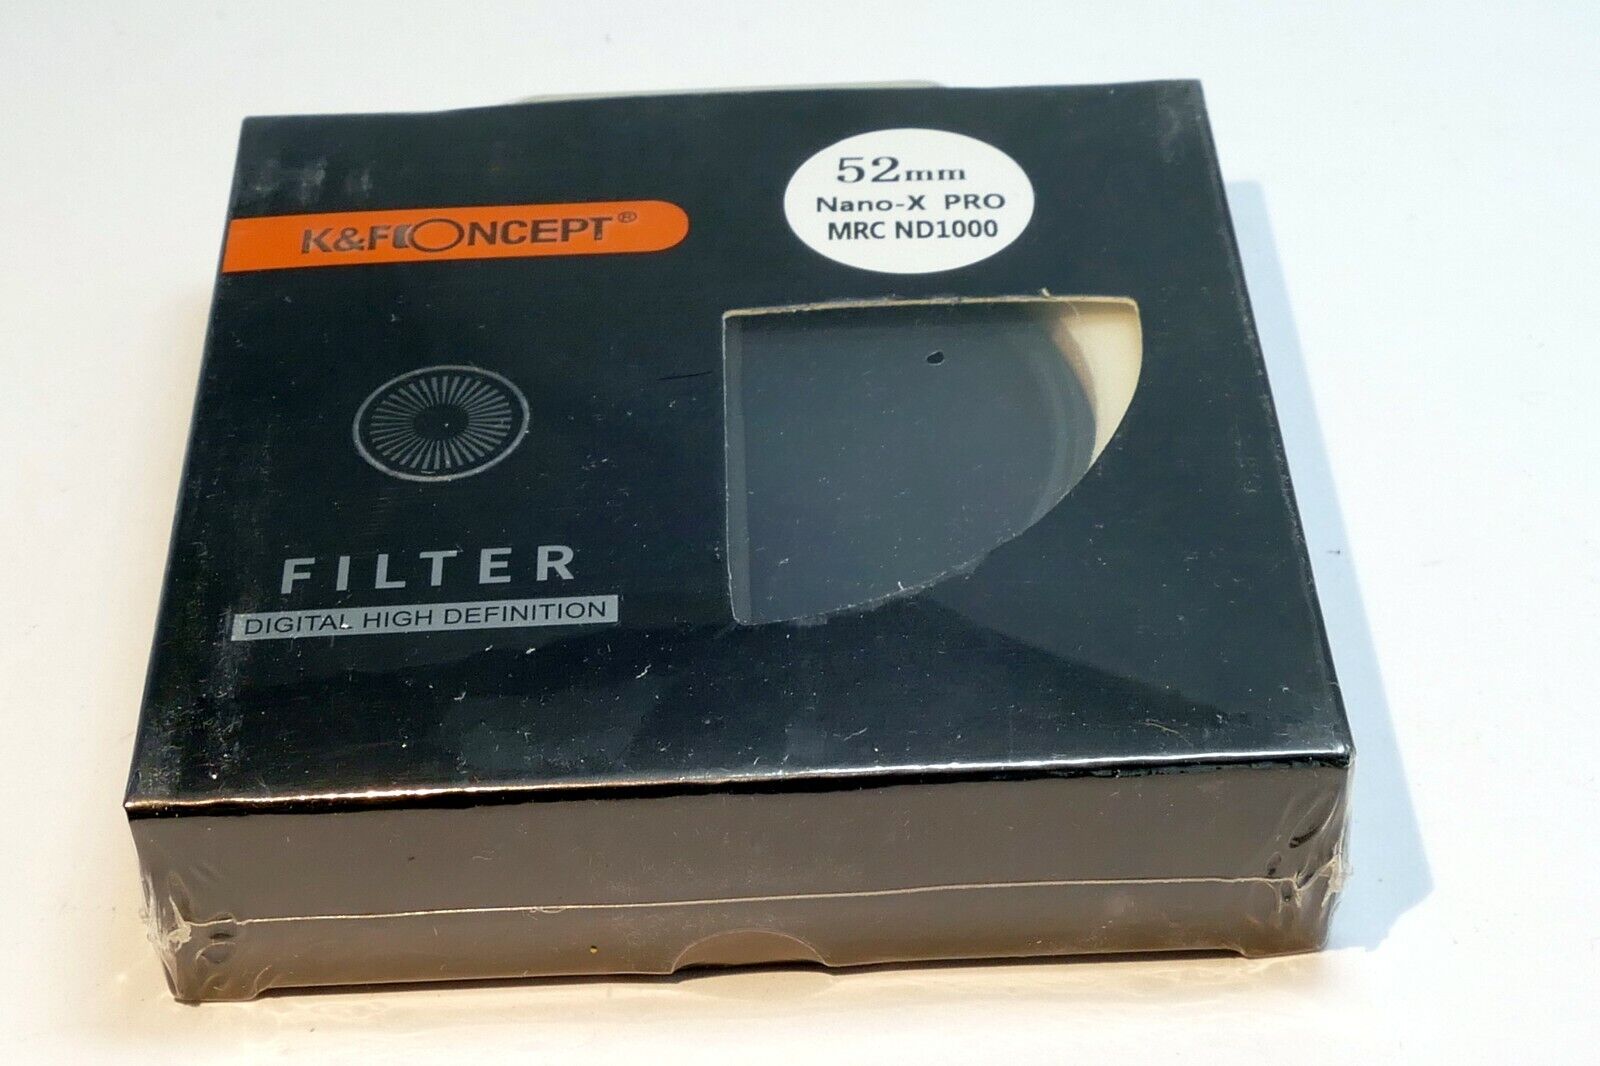 52mm
Nano-X PRO
MRC ND1000
K&F CONCEPT®
FILTER
DIGITAL HIGH DEFINITION